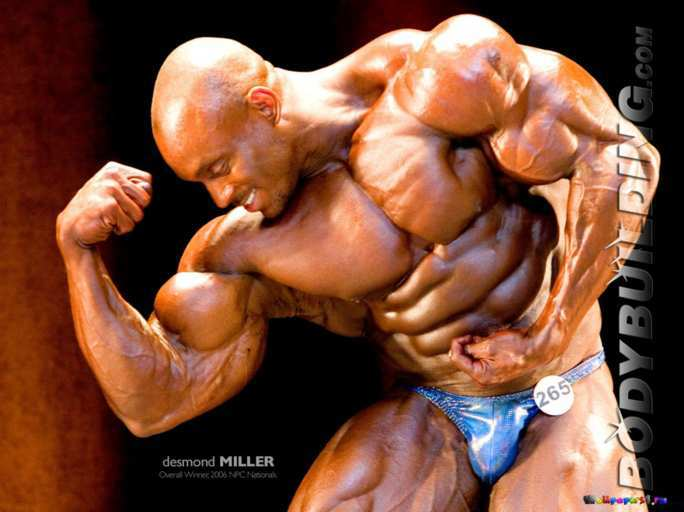 BODYBUILDING.COM
265
desmond MILLER
Overall Winner, 2006 NPC Nationals